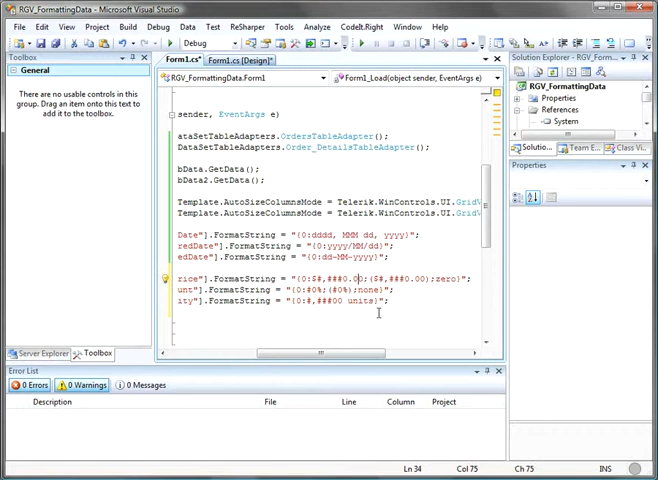 RGV_FormattingData - Microsoft Visual Studio
File Edit View Project Build Debug Data Test ReSharper Tools Analyze CodeIt.Right Window Help
Debug
Toolbox
General
There are no usable controls in this
group. Drag an item onto this text to
add it to the toolbox.
Server Explorer Toolbox
Form1.cs* Form1.cs [Design]*
RGV_FormattingData.Form1 Form1_Load(object sender, EventArgs e)
sender, EventArgs e)
ataSetTableAdapters.OrdersTableAdapter();
DataSetTableAdapters.Order_DetailsTableAdapter();
bData.GetData();
bData2.GetData();
Template.AutoSizeColumnsMode = Telerik.WinControls.UI.GridV
Template.AutoSizeColumnsMode = Telerik.WinControls.UI.GridV
Date"].FormatString = "{0:dddd, MMM dd, yyyy}";
redDate"].FormatString = "{0:yyyy/MM/dd}";
edDate"].FormatString = "{0:dd-MM-yyyy}";
rice"].FormatString = "{0:$#,###0.00;($#,###0.00);zero}";
unt"].FormatString = "{0:#0%;(#0%);none}";
ity"].FormatString = "{0:#,###00 units}";
Solution Explorer - RGV_For...
RGV_FormattingData
Properties
References
System
Solutio... Team E... Class View
Properties
Error List
0 Errors 0 Warnings 0 Messages
Description File Line Column Project
Ln 34 Col 75 Ch 75 INS